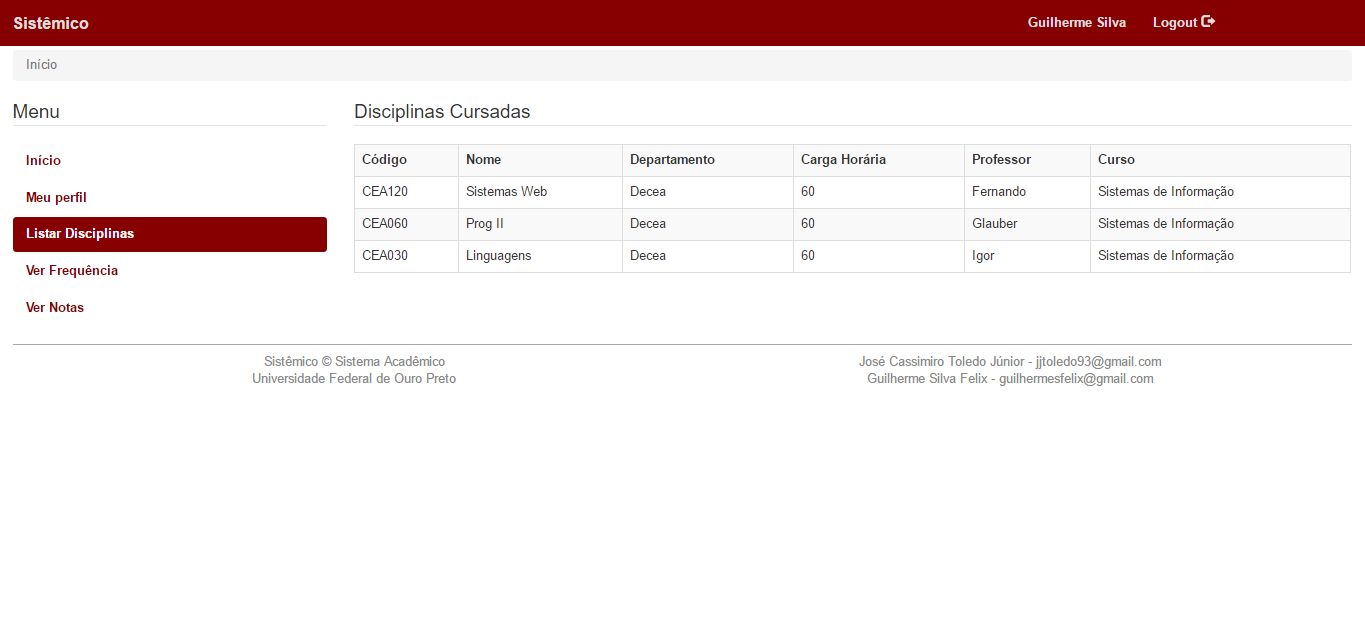 Sistêmico Guilherme Silva Logout
Início
Menu
Início
Meu perfil
Listar Disciplinas
Ver Frequência
Ver Notas
Disciplinas Cursadas
Código Nome Departamento Carga Horária Professor Curso
CEA120 Sistemas Web Decea 60 Fernando Sistemas de Informação
CEA060 Prog II Decea 60 Glauber Sistemas de Informação
CEA030 Linguagens Decea 60 Igor Sistemas de Informação
Sistêmico © Sistema Acadêmico
Universidade Federal de Ouro Preto
José Cassimiro Toledo Júnior - jjtoledo93@gmail.com
Guilherme Silva Felix - guilhermesfelix@gmail.com